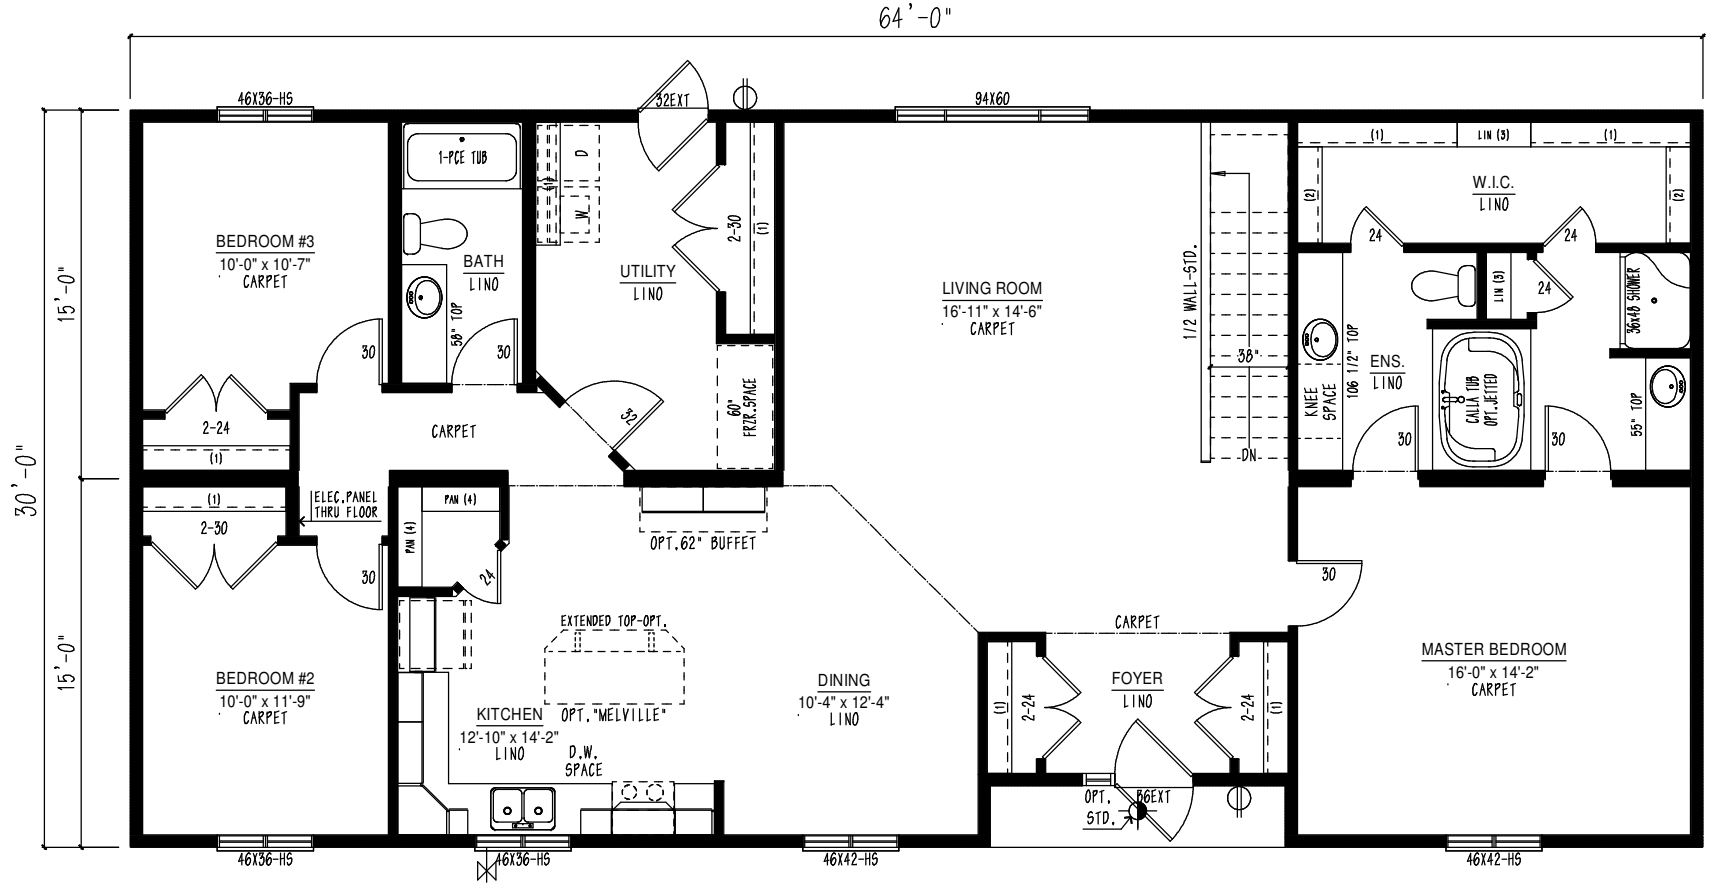 64'-0"
46X36-HS
32EXT
94X60
1-PCE TUB
D
W
(1)
2-30
(1)
(1)
LIN (3)
(1)
(2)
(2)
W.I.C.
LINO
24
24
BEDROOM #3
10'-0" x 10'-7"
CARPET
BATH
LINO
58" TOP
30
30
UTILITY
LINO
LIVING ROOM
16'-11" x 14'-6"
CARPET
1/2 WALL-STD.
38"
DN
LIN (3)
24
36X48 SHOWER
KNEE
SPACE
106 1/2" TOP
ENS.
LINO
CALLA TUB
OPT.JETTED
55" TOP
30
30
15'-0"
30'-0"
15'-0"
2-24
(1)
CARPET
32
60"
FRZR.SPACE
(1)
2-30
ELEC.PANEL
THRU FLOOR
PAN (4)
PAN (4)
24
OPT.62" BUFFET
30
30
EXTENDED TOP-OPT.
CARPET
BEDROOM #2
10'-0" x 11'-9"
CARPET
KITCHEN
12'-10" x 14'-2"
LINO
OPT."MELVILLE"
D.W.
SPACE
DINING
10'-4" x 12'-4"
LINO
(1)
2-24
FOYER
LINO
2-24
(1)
MASTER BEDROOM
16'-0" x 14'-2"
CARPET
OPT.
STD.
36EXT
46X36-HS
46X36-HS
46X42-HS
46X42-HS